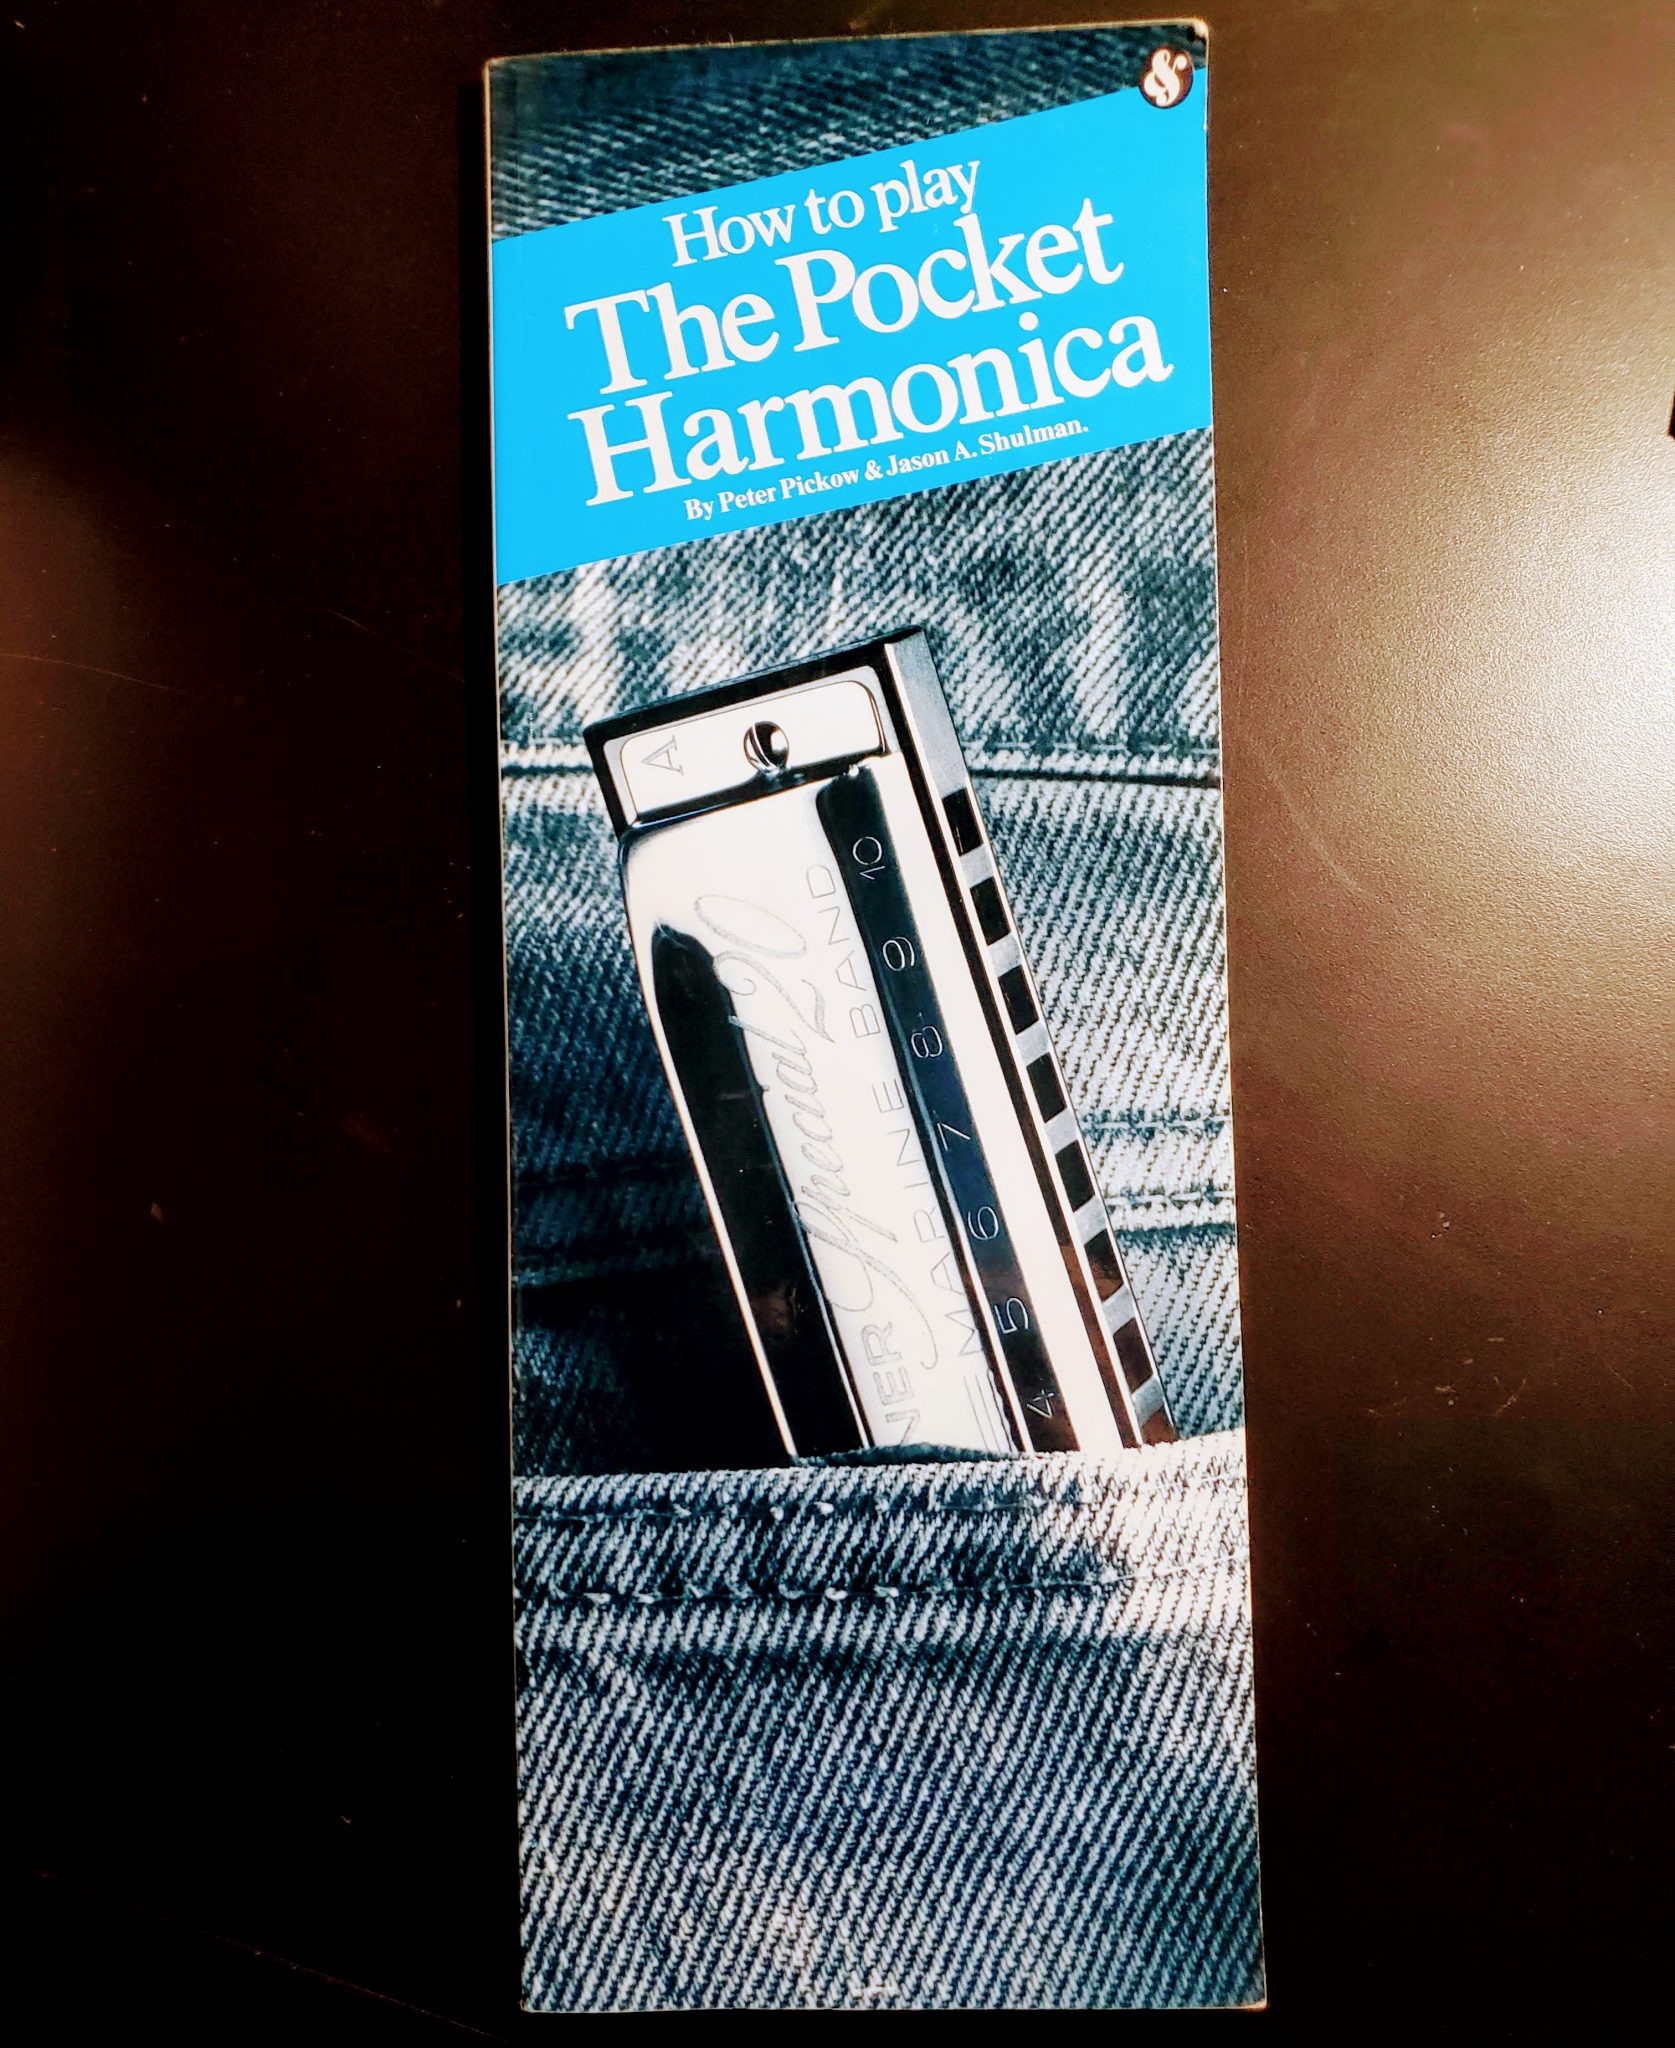 &
How to play
The Pocket
Harmonica
By Peter Pickow & Jason A. Shulman.
A
10
9
8
7
6
5
4
Special 20
NER MARINE BAND